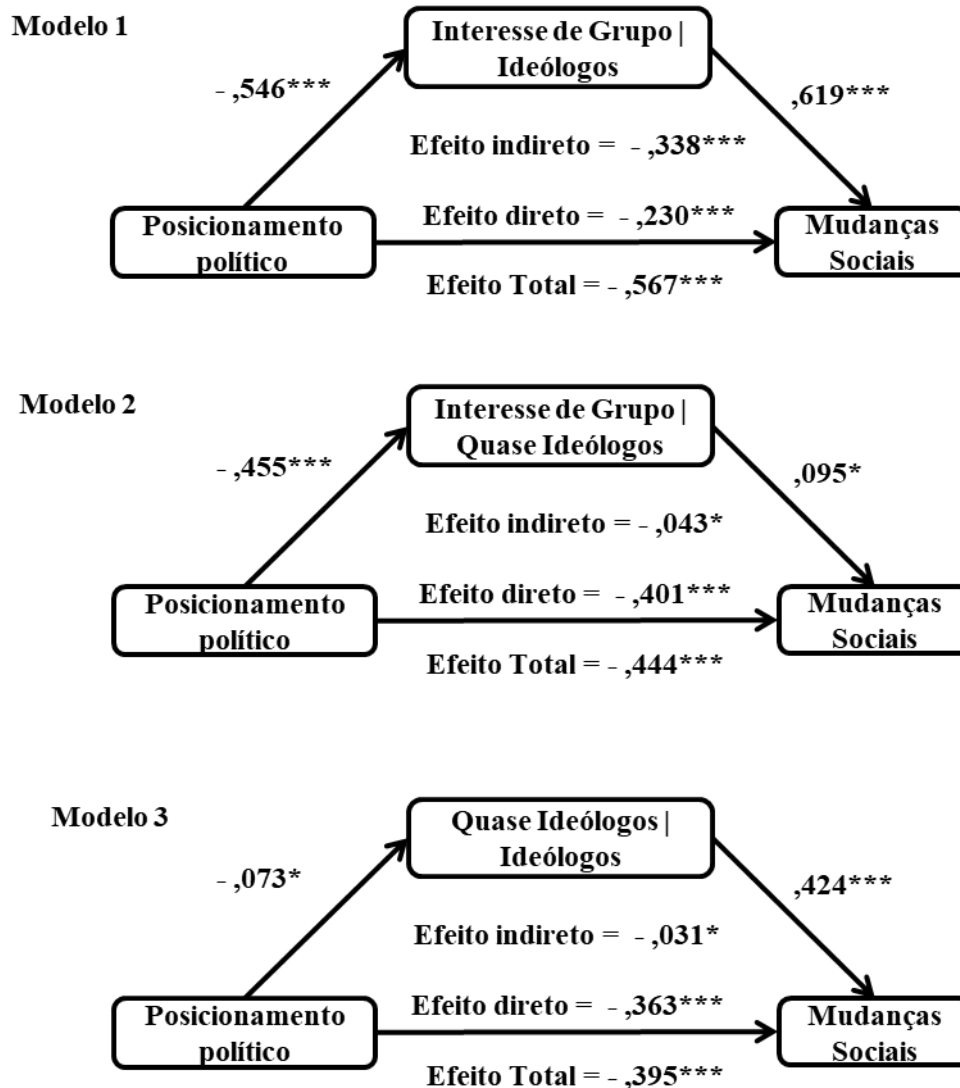 Modelo 1
Interesse de Grupo |
Ideólogos
- ,546***
,619***
Efeito indireto = - ,338***
Posicionamento
político
Efeito direto = - ,230***
Mudanças
Sociais
Efeito Total = - ,567***
Modelo 2
Interesse de Grupo |
Quase Ideólogos
- ,455***
,095*
Efeito indireto = - ,043*
Posicionamento
político
Efeito direto = - ,401***
Mudanças
Sociais
Efeito Total = - ,444***
Modelo 3
Quase Ideólogos |
Ideólogos
- ,073*
,424***
Efeito indireto = - ,031*
Posicionamento
político
Efeito direto = - ,363***
Mudanças
Sociais
Efeito Total = - ,395***